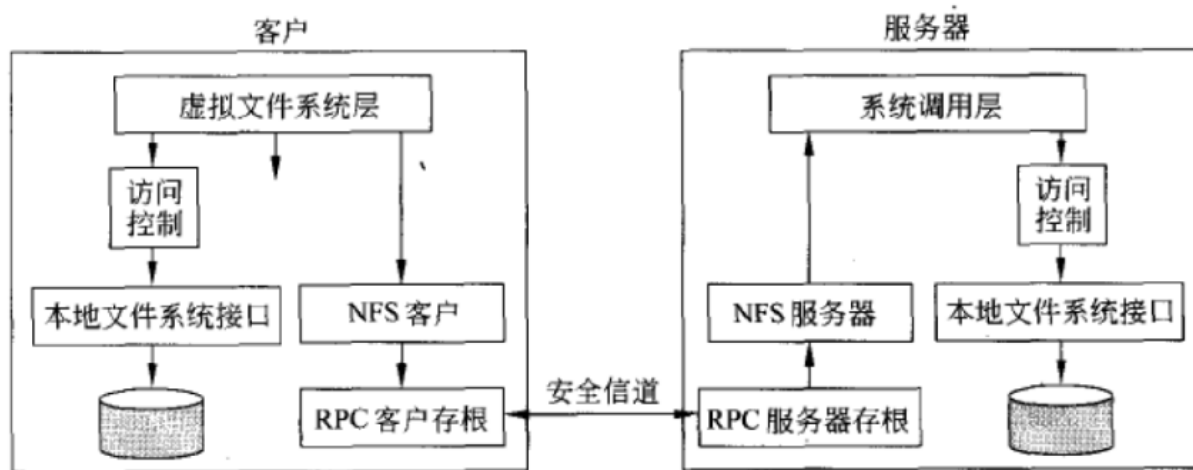 客户
服务器
虚拟文件系统层
系统调用层
访问
控制
访问
控制
本地文件系统接口
NFS 客户
NFS 服务器
本地文件系统接口
安全信道
RPC 客户存根
RPC 服务器存根